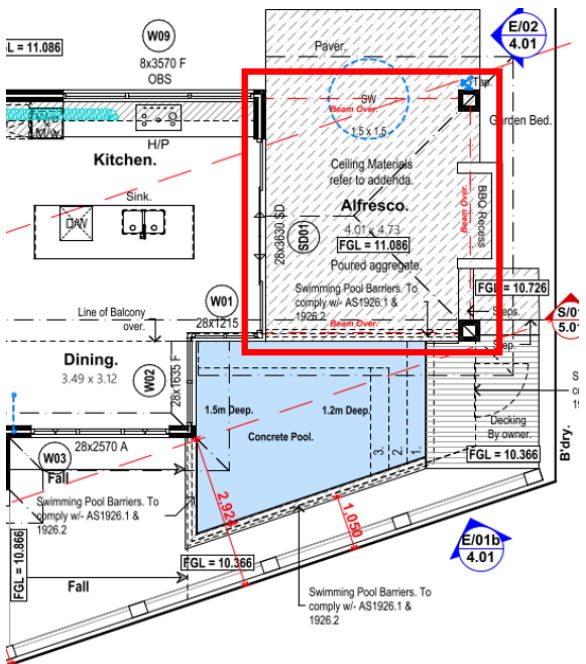 E/02
4.01
W09
8x3570 F
OBS
FGL = 11.086
Paver.
Tap.
SW
Beam Over.
1.5 x 1.5
Garden Bed.
H/P
Kitchen.
Ceiling Materials
refer to addenda.
Sink.
D/W
Alfresco.
4.01 x 4.73
FGL = 11.086
Beam Over.
BBQ Recess
28x3630 SD
SD01
Poured aggregate.
Swimming Pool Barriers. To
comply w/- AS1926.1 &
1926.2
FGL = 10.726
Steps.
W01
28x1215
Line of Balcony
over.
Beam Over.
S/01
5.01
Step.
Dining.
3.49 x 3.12
W02
28x1635 F
1.5m Deep.
1.2m Deep.
Concrete Pool.
3.
2.
1.
Decking
By owner.
FGL = 10.366
B'dry.
W03
28x2570 A
Fall
Swimming Pool Barriers. To
comply w/- AS1926.1 &
1926.2
1.050
E/01b
4.01
FGL = 10.866
FGL = 10.366
Fall
Swimming Pool Barriers. To
comply w/- AS1926.1 &
1926.2